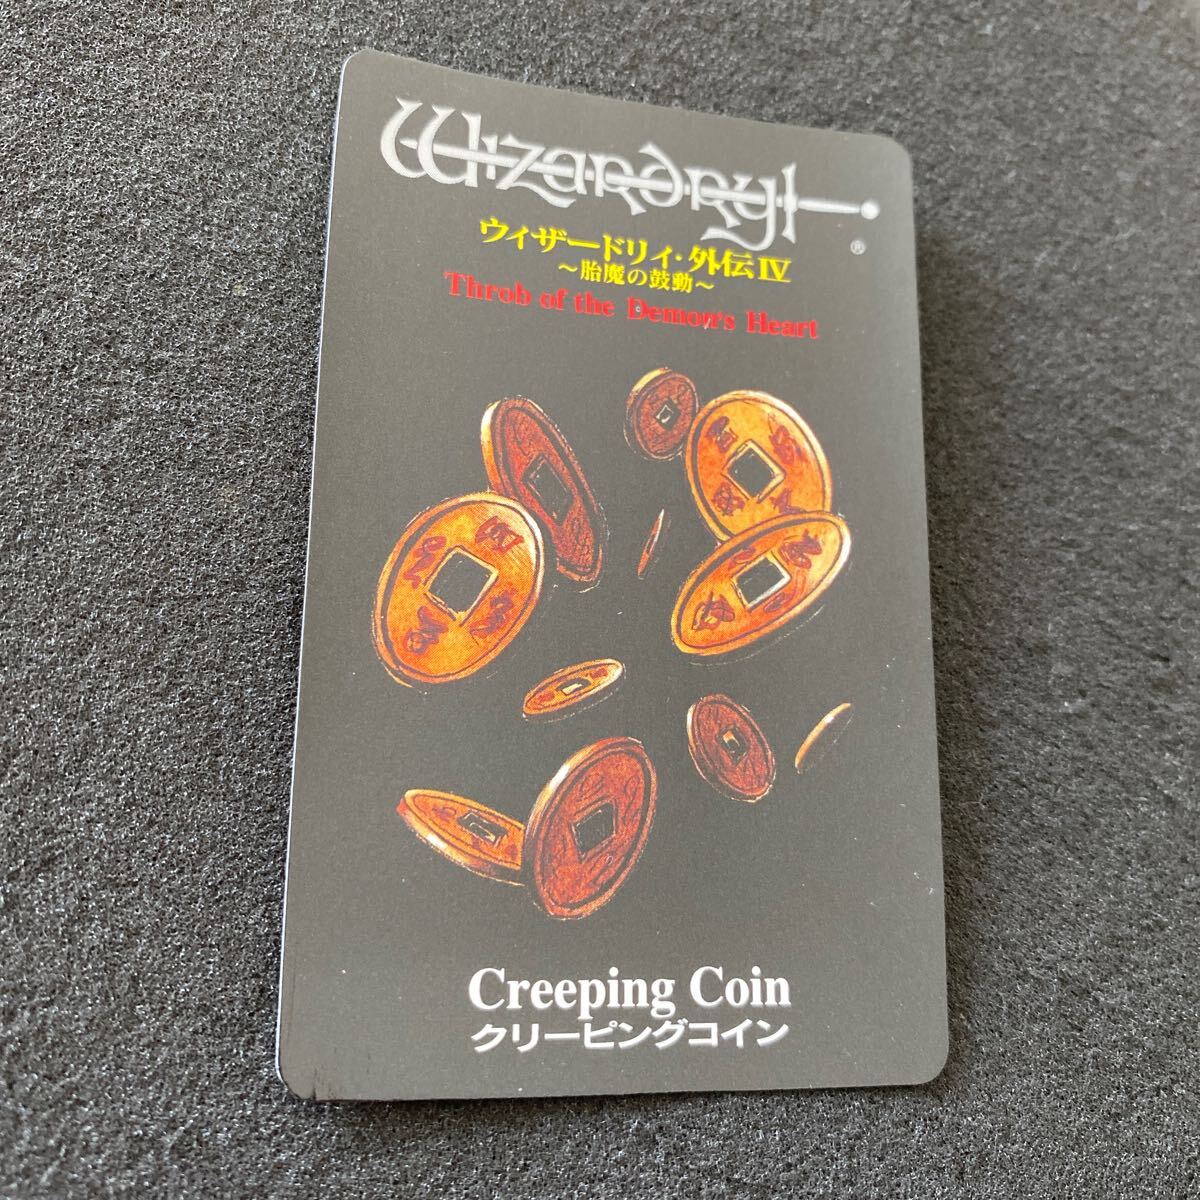 Wizardry
®
ウィザードリィ・外伝Ⅳ
～胎魔の鼓動～
Throb of the Demon's Heart
Creeping Coin
クリーピングコイン